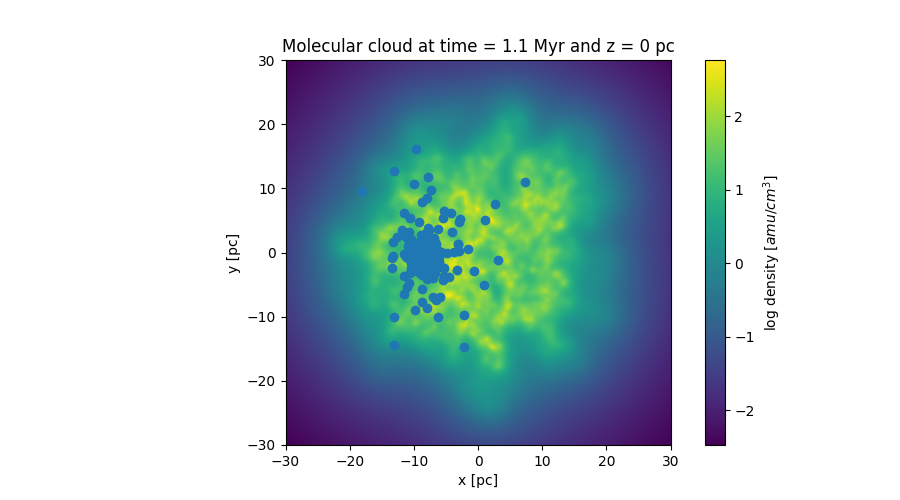 Molecular cloud at time = 1.1 Myr and z = 0 pc
30
20
10
0
−10
−20
−30
y [pc]
−30 −20 −10 0 10 20 30
x [pc]
2
1
0
−1
−2
log density [amu/cm³]